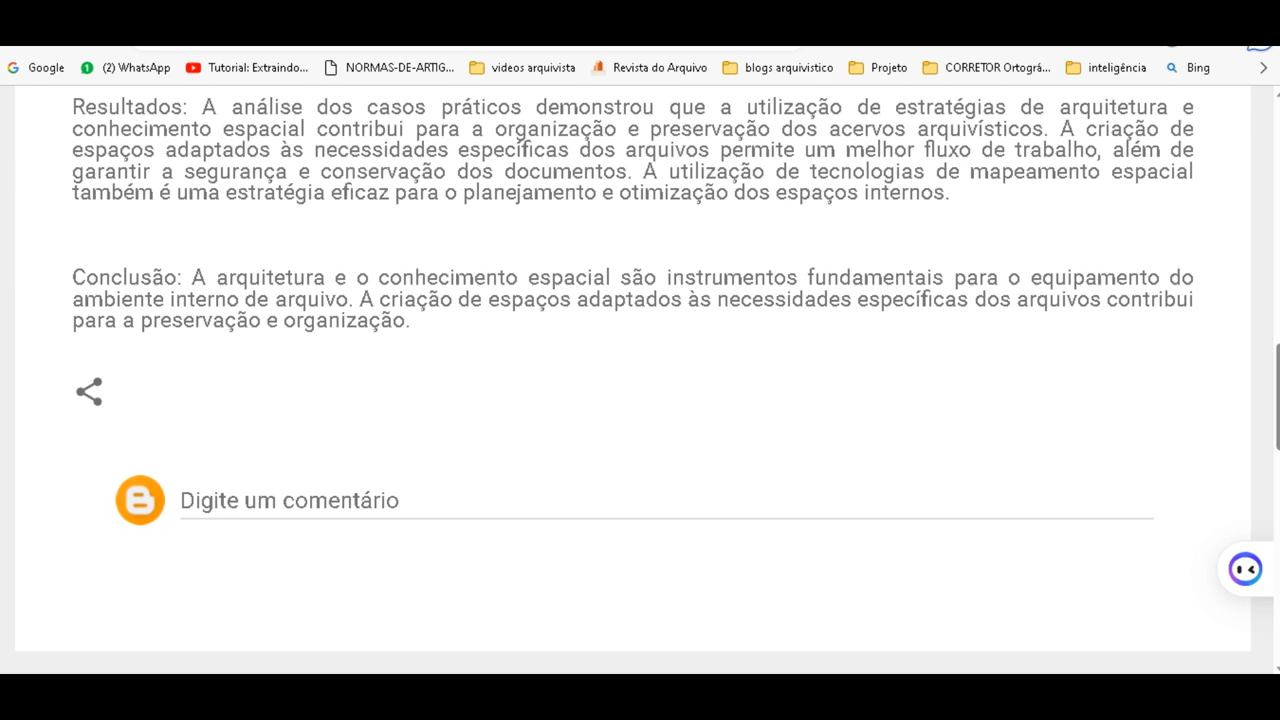 Google (2) WhatsApp Tutorial: Extraindo... NORMAS-DE-ARTIG... videos arquivista Revista do Arquivo blogs arquivistico Projeto CORRETOR Ortográ... inteligência Bing
Resultados: A análise dos casos práticos demonstrou que a utilização de estratégias de arquitetura e
conhecimento espacial contribui para a organização e preservação dos acervos arquivísticos. A criação de
espaços adaptados às necessidades específicas dos arquivos permite um melhor fluxo de trabalho, além de
garantir a segurança e conservação dos documentos. A utilização de tecnologias de mapeamento espacial
também é uma estratégia eficaz para o planejamento e otimização dos espaços internos.
Conclusão: A arquitetura e o conhecimento espacial são instrumentos fundamentais para o equipamento do
ambiente interno de arquivo. A criação de espaços adaptados às necessidades específicas dos arquivos contribui
para a preservação e organização.
Digite um comentário